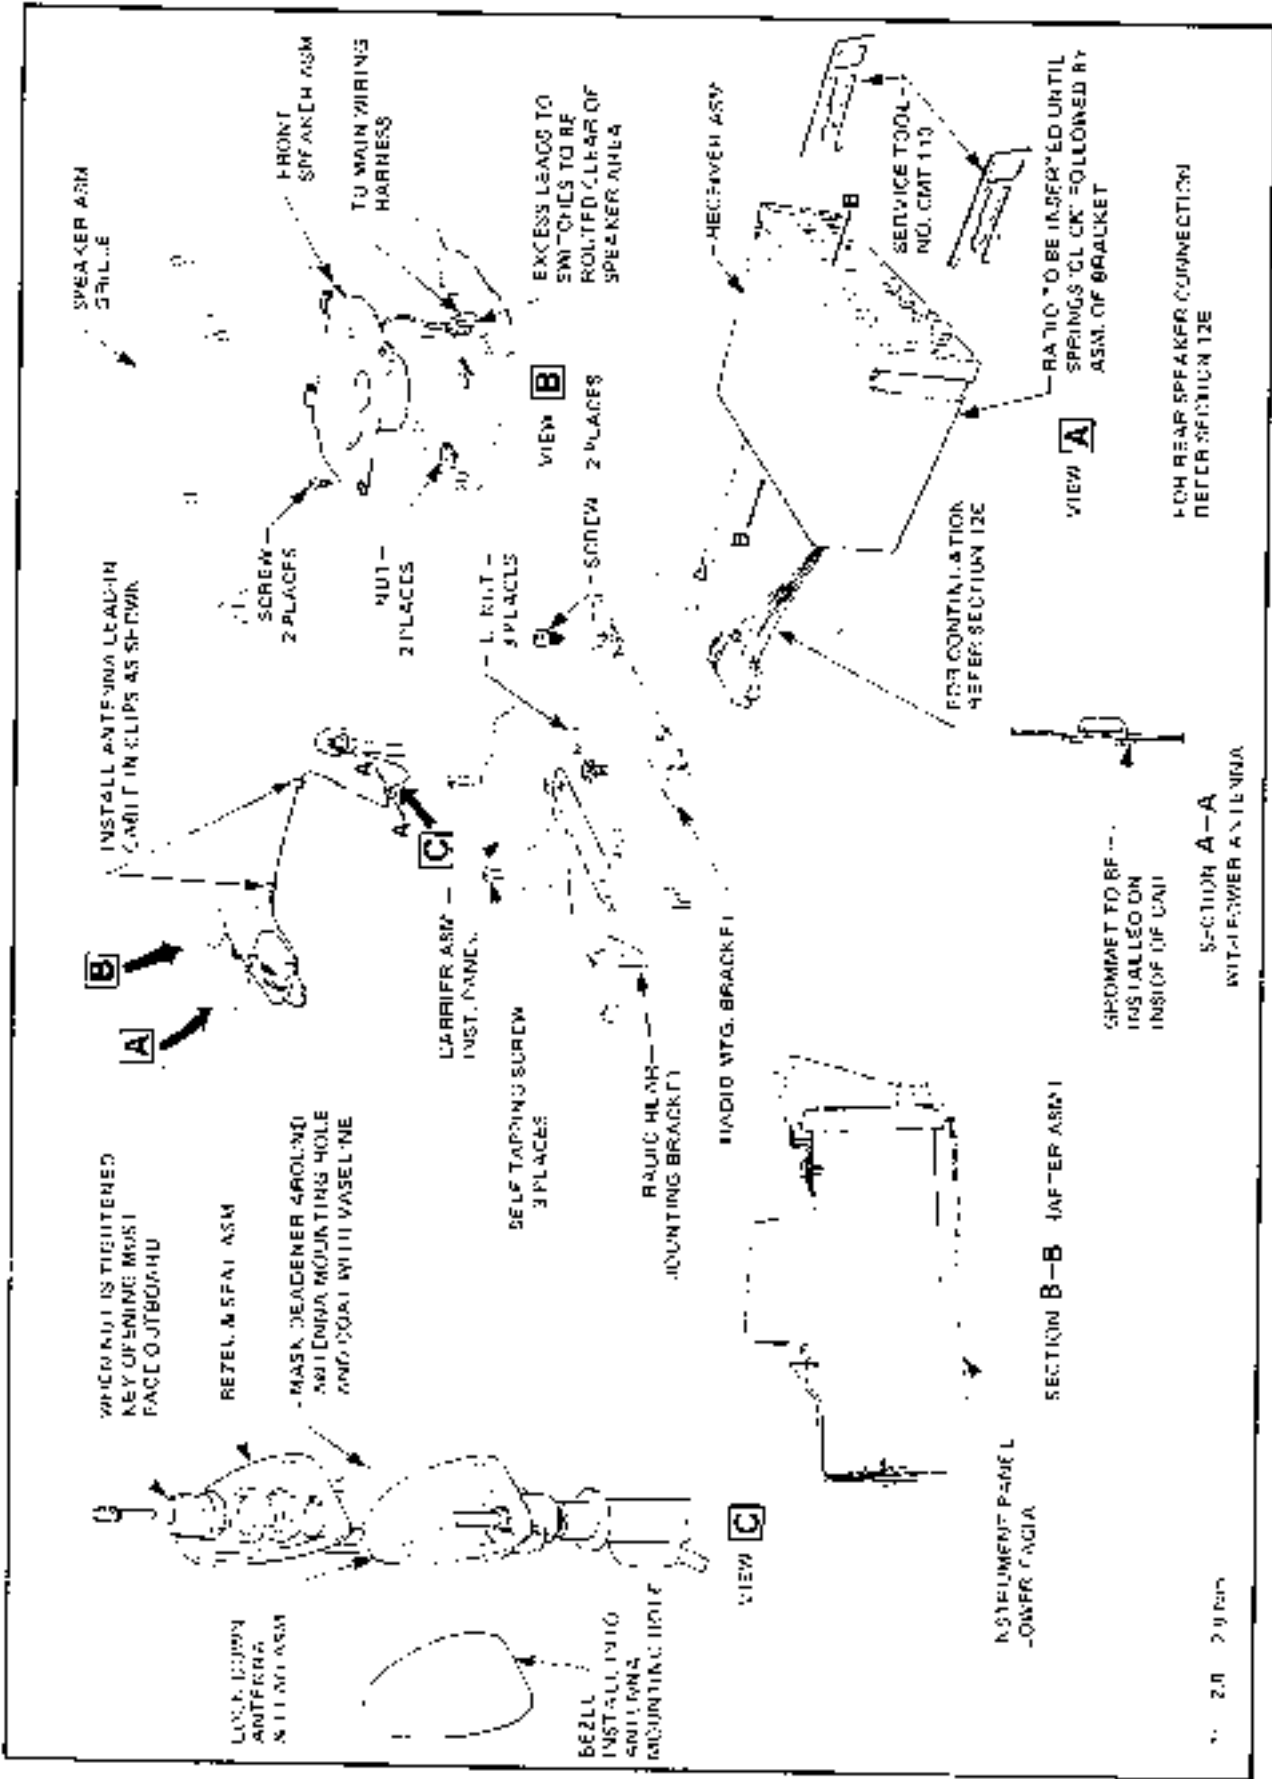 SPEAKER ASM
GRILLE
FRONT
SPEAKER ASM
TO MAIN WIRING
HARNESS
EXCESS LEADS TO
SWITCHES TO BE
ROUTED CLEAR OF
SPEAKER AREA
SCREW
2 PLACES
NUT
2 PLACES
VIEW B
INSTALL ANTENNA LEAD-IN
CABLE IN CLIPS AS SHOWN
B
A
A
A
C
WHEN NUT IS TIGHTENED
KEY OPENING MUST
FACE OUTBOARD
BEZEL & SEAL ASM
MASK DEADENER AROUND
ANTENNA MOUNTING HOLE
AND COAT WITH VASELINE
LOCK DOWN
ANTENNA
BEZEL
INSTALL INTO
ANTENNA
MOUNTING HOLE
VIEW C
CARRIER ASM
INST. PANEL
SELF TAPPING SCREW
3 PLACES
RADIO REAR
MOUNTING BRACKET
RADIO MTG. BRACKET
NUT
3 PLACES
SCREW 2 PLACES
RECEIVER ASM
B
B
SERVICE TOOL
NO. CMT 113
RADIO TO BE INSERTED UNTIL
SPRINGS 'CLICK' FOLLOWED BY
ASM. OF BRACKET
VIEW A
FOR CONTINUATION
REFER SECTION 12E
FOR REAR SPEAKER CONNECTION
REFER SECTION 12E
GROMMET TO BE
INSTALLED ON
INSIDE OF CAR
SECTION A–A
WITH POWER ANTENNA
SECTION B–B (AFTER ASM)
INSTRUMENT PANEL
LOWER FACIA